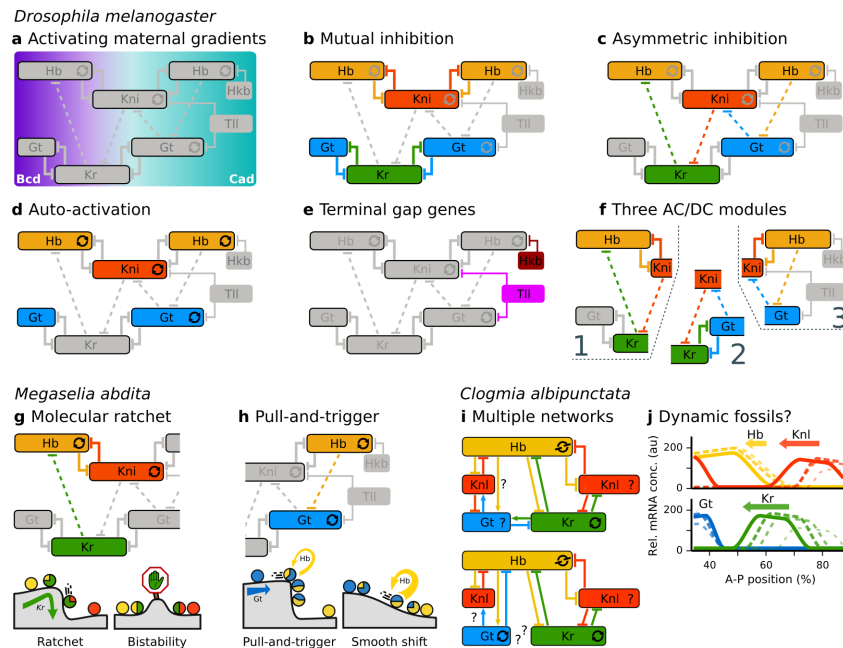 Drosophila melanogaster
a Activating maternal gradients
b Mutual inhibition
c Asymmetric inhibition
Hb
Hb
Hkb
Kni
Tll
Gt
Gt
Kr
Bcd
Cad
Hb
Hb
Hkb
Kni
Tll
Gt
Gt
Kr
Hb
Hb
Hkb
Kni
Tll
Gt
Gt
Kr
d Auto-activation
e Terminal gap genes
f Three AC/DC modules
Hb
Hb
Hkb
Kni
Tll
Gt
Gt
Kr
Hb
Hb
Hkb
Kni
Tll
Gt
Gt
Kr
Hb
Kni
Gt
Kr
1
Kni
Gt
Kr
2
Hb
Kni
Hkb
Tll
Gt
3
Megaselia abdita
Clogmia albipunctata
g Molecular ratchet
h Pull-and-trigger
i Multiple networks
j Dynamic fossils?
Hb
Kni
Gt
Gt
Kr
Kr
Ratchet
Bistability
Hb
Hkb
Kni
Tll
Gt
Kr
Hb
Gt
Pull-and-trigger
Hb
Smooth shift
Hb
Knl
?
Knl ?
Gt ?
Kr
Hb
Knl
Knl ?
?
Gt
?
?
Kr
Rel. mRNA conc. (au)
Hb
Knl
200
0
Gt
Kr
200
0
40
60
80
A-P position (%)